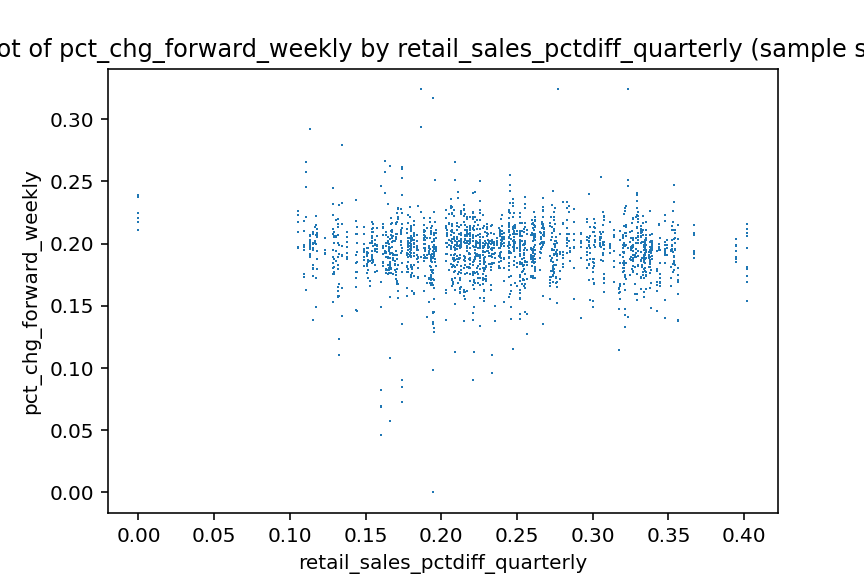 ot of pct_chg_forward_weekly by retail_sales_pctdiff_quarterly (sample s
pct_chg_forward_weekly
0.30
0.25
0.20
0.15
0.10
0.05
0.00
0.00 0.05 0.10 0.15 0.20 0.25 0.30 0.35 0.40
retail_sales_pctdiff_quarterly